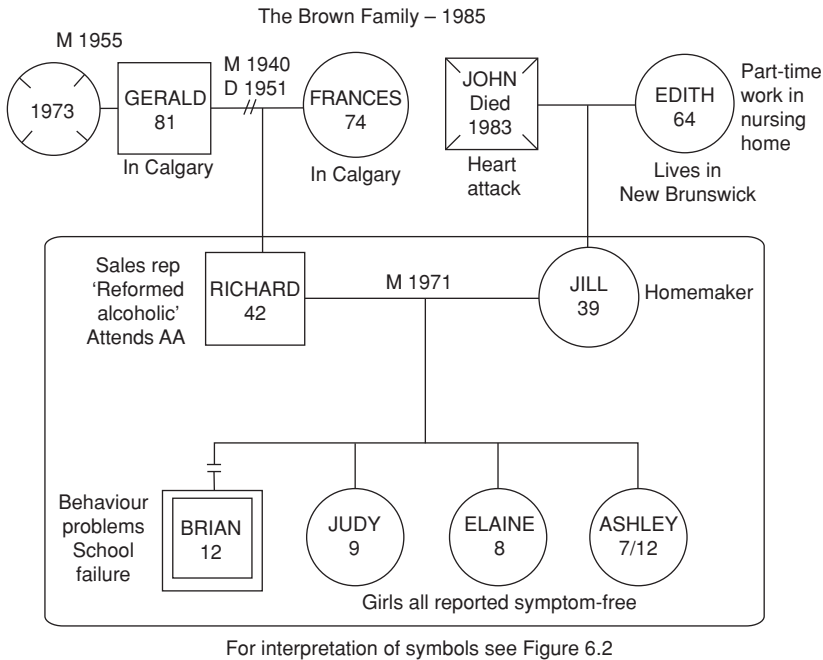 The Brown Family – 1985
M 1955
1973
GERALD
81
In Calgary
M 1940
D 1951
FRANCES
74
In Calgary
JOHN
Died
1983
Heart
attack
EDITH
64
Part-time
work in
nursing
home
Lives in
New Brunswick
Sales rep
‘Reformed
alcoholic’
Attends AA
RICHARD
42
M 1971
JILL
39
Homemaker
Behaviour
problems
School
failure
BRIAN
12
JUDY
9
ELAINE
8
ASHLEY
7/12
Girls all reported symptom-free
For interpretation of symbols see Figure 6.2